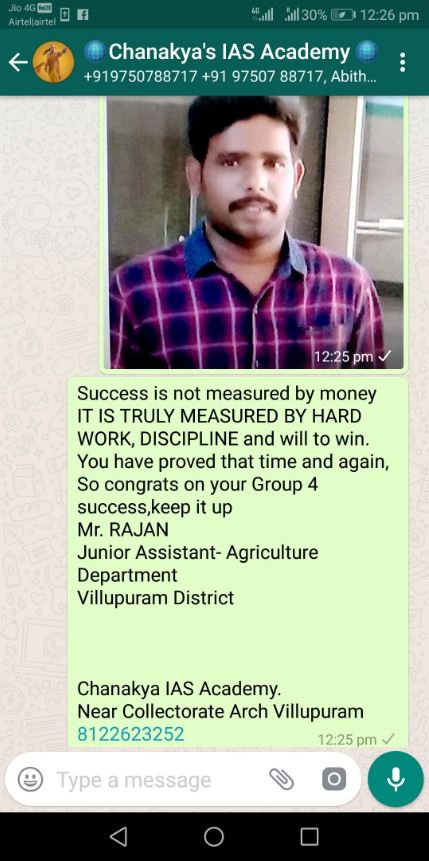 Jio 4G VoLTE
Airtel|airtel
4G
30%
12:26 pm
Chanakya's IAS Academy
+919750788717 +91 97507 88717, Abith...
12:25 pm
Success is not measured by money
IT IS TRULY MEASURED BY HARD
WORK, DISCIPLINE and will to win.
You have proved that time and again,
So congrats on your Group 4
success,keep it up
Mr. RAJAN
Junior Assistant- Agriculture
Department
Villupuram District
Chanakya IAS Academy.
Near Collectorate Arch Villupuram
8122623252
12:25 pm
Type a message